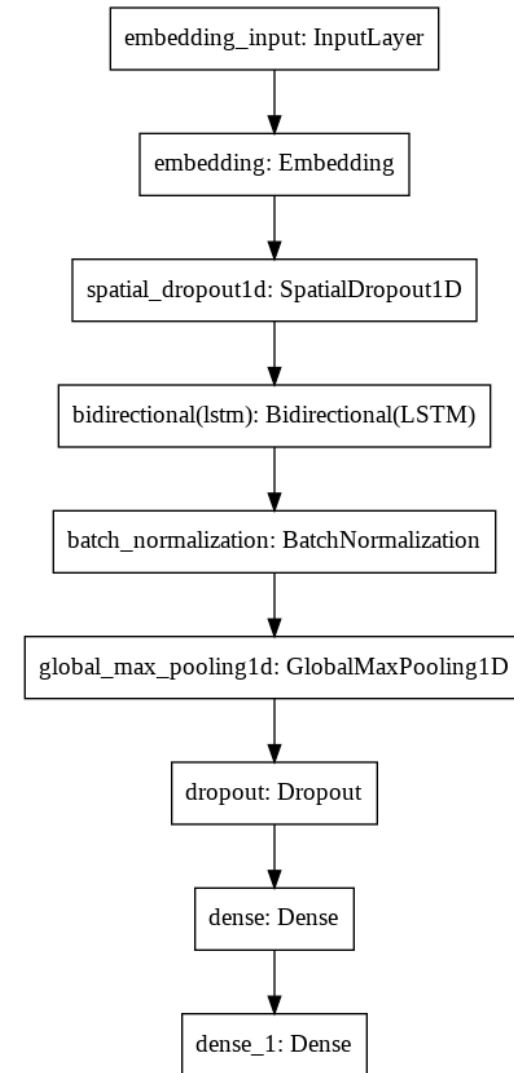 embedding_input: InputLayer
embedding: Embedding
spatial_dropout1d: SpatialDropout1D
bidirectional(lstm): Bidirectional(LSTM)
batch_normalization: BatchNormalization
global_max_pooling1d: GlobalMaxPooling1D
dropout: Dropout
dense: Dense
dense_1: Dense